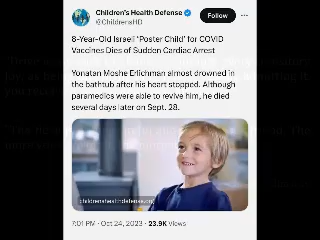 Children's Health Defense
@ChildrensHD
Follow
8-Year-Old Israeli 'Poster Child' for COVID
Vaccines Dies of Sudden Cardiac Arrest
Yonatan Moshe Erlichman almost drowned in
the bathtub after his heart stopped. Although
paramedics were able to revive him, he died
several days later on Sept. 28.
childrenshealthdefense.org
7:01 PM · Oct 24, 2023 · 23.9K Views